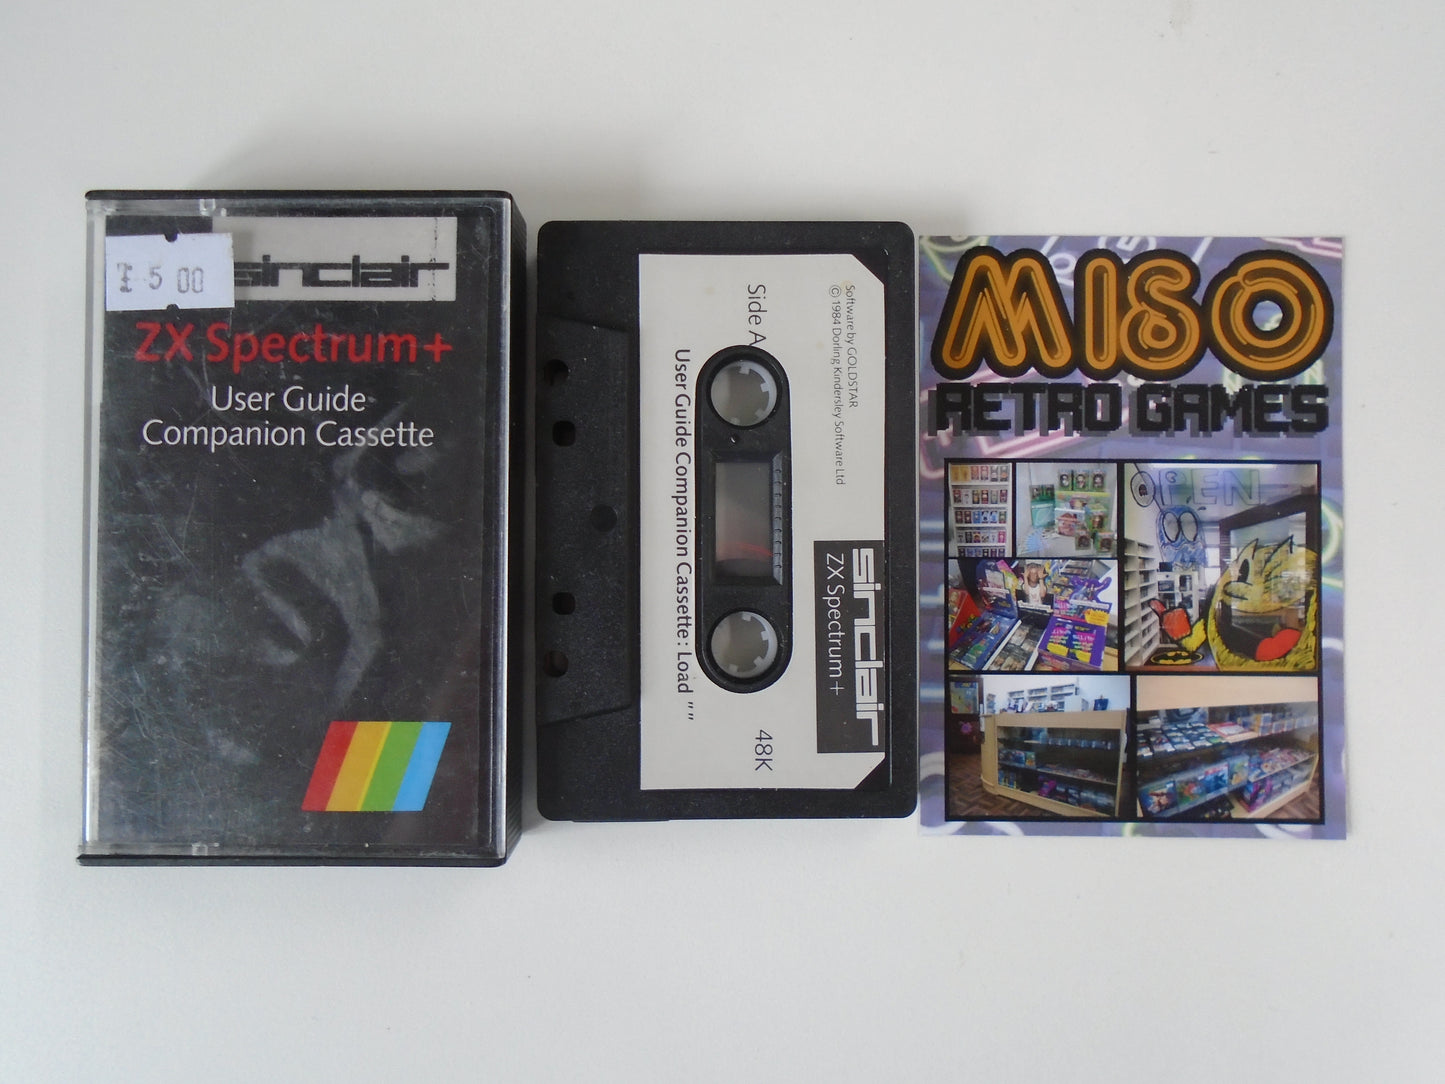 £ 5 00
sinclair
ZX Spectrum+
User Guide
Companion Cassette
Side A
User Guide Companion Cassette : Load " "
48K
Software by GOLDSTAR
© 1984 Dorling Kindersley Software Ltd
sinclair
ZX Spectrum+
MISO
RETRO GAMES
OPEN